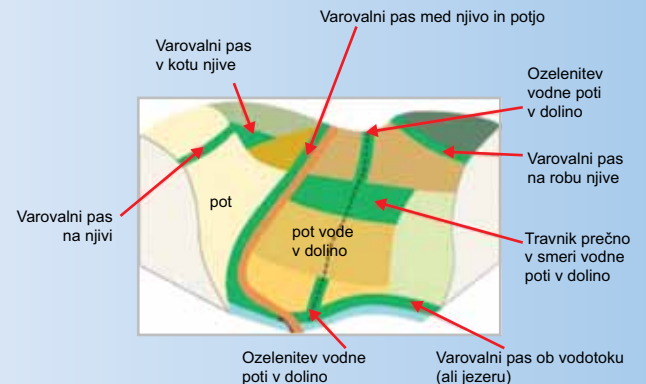 Varovalni pas med njivo in potjo
Varovalni pas
v kotu njive
Ozelenitev
vodne poti
v dolino
Varovalni pas
na robu njive
Varovalni pas
na njivi
pot
pot vode
v dolino
Travnik prečno
v smeri vodne
poti v dolino
Ozelenitev vodne
poti v dolino
Varovalni pas ob vodotoku
(ali jezeru)